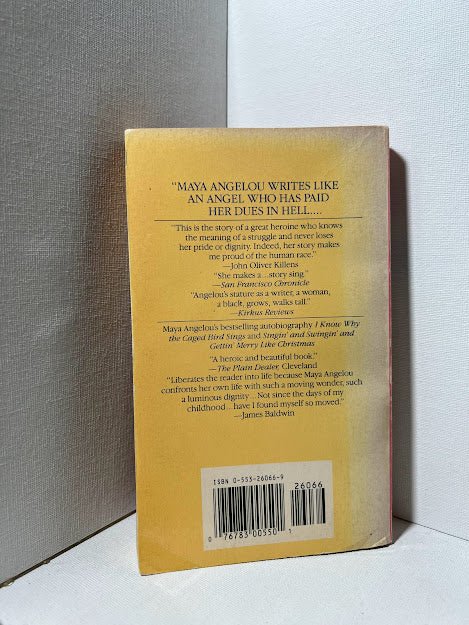 "MAYA ANGELOU WRITES LIKE
AN ANGEL WHO HAS PAID
HER DUES IN HELL....
"This is the story of a great heroine who knows
the meaning of a struggle and never loses
her pride or dignity. Indeed, her story makes
me proud of the human race."
—John Oliver Killens
"She makes a...story sing."
—San Francisco Chronicle
"Angelou's stature as a writer, a woman,
a black, grows, walks tall."
—Kirkus Reviews
Maya Angelou's bestselling autobiography I Know Why
the Caged Bird Sings and Singin' and Swingin' and
Gettin' Merry Like Christmas
"A heroic and beautiful book."
—The Plain Dealer, Cleveland
"Liberates the reader into life because Maya Angelou
confronts her own life with such a moving wonder, such
a luminous dignity...Not since the days of my
childhood...have I found myself so moved."
—James Baldwin
ISBN 0-553-26066-9
26066
0 76783 00550 1